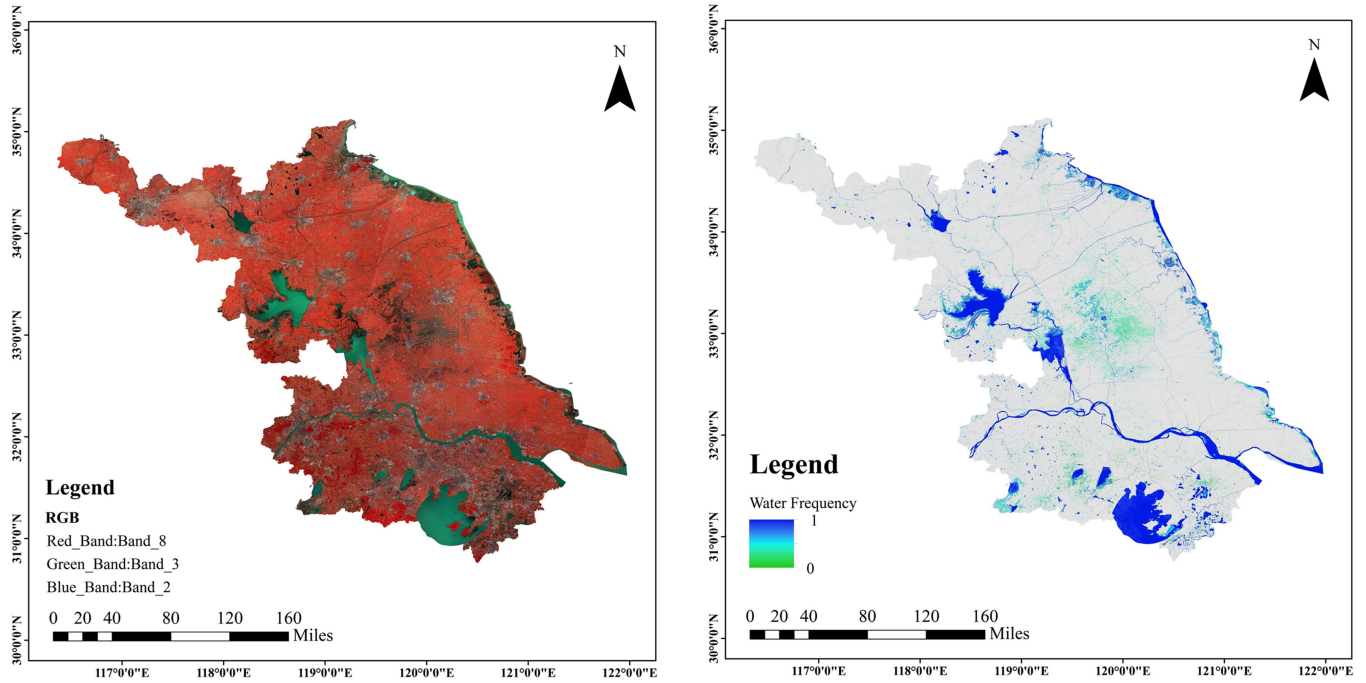 36°0'0"N
35°0'0"N
34°0'0"N
33°0'0"N
32°0'0"N
31°0'0"N
30°0'0"N
N
Legend
RGB
Red_Band:Band_8
Green_Band:Band_3
Blue_Band:Band_2
0 20 40 80 120 160
Miles
117°0'0"E 118°0'0"E 119°0'0"E 120°0'0"E 121°0'0"E 122°0'0"E
36°0'0"N
35°0'0"N
34°0'0"N
33°0'0"N
32°0'0"N
31°0'0"N
30°0'0"N
N
Legend
Water Frequency
1
0
0 20 40 80 120 160
Miles
117°0'0"E 118°0'0"E 119°0'0"E 120°0'0"E 121°0'0"E 122°0'0"E